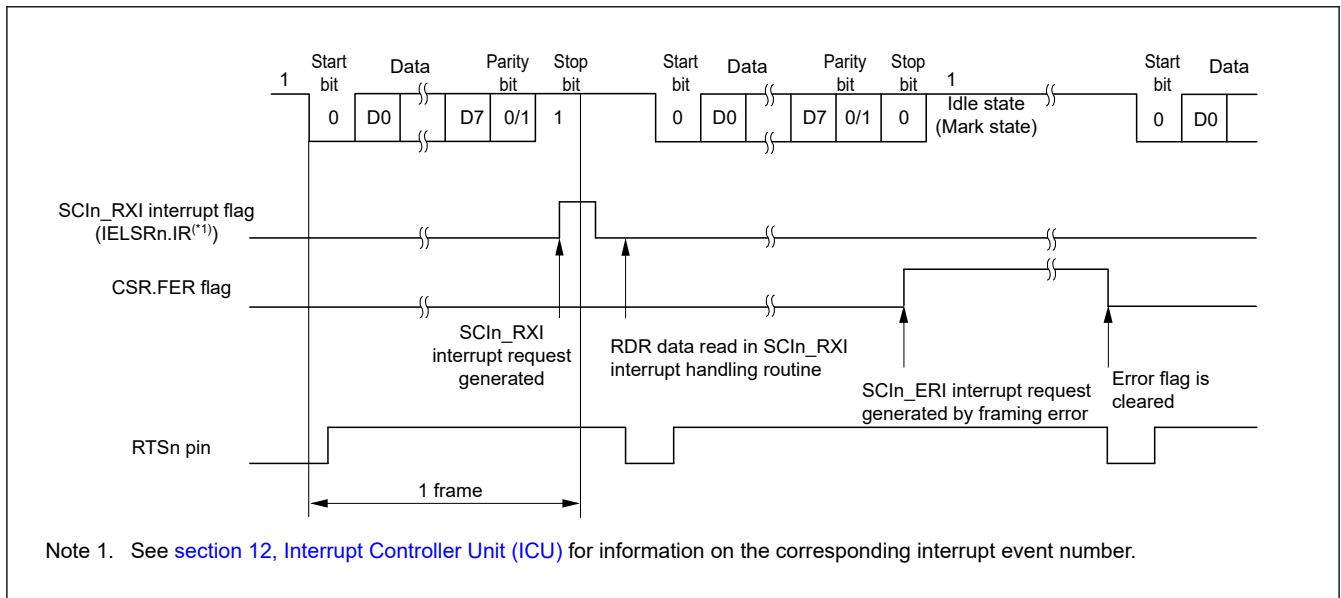 Start bit Data Parity bit Stop bit Start bit Data Parity bit Stop bit 1 Start bit Data
1
0 D0 D7 0/1 1 0 D0 D7 0/1 0 Idle state (Mark state) 0 D0
SCIn_RXI interrupt flag
(IELSRn.IR(*1))
CSR.FER flag
SCIn_RXI
interrupt request
generated
RDR data read in SCIn_RXI
interrupt handling routine
SCIn_ERI interrupt request
generated by framing error
Error flag is
cleared
RTSn pin
1 frame
Note 1. See section 12, Interrupt Controller Unit (ICU) for information on the corresponding interrupt event number.